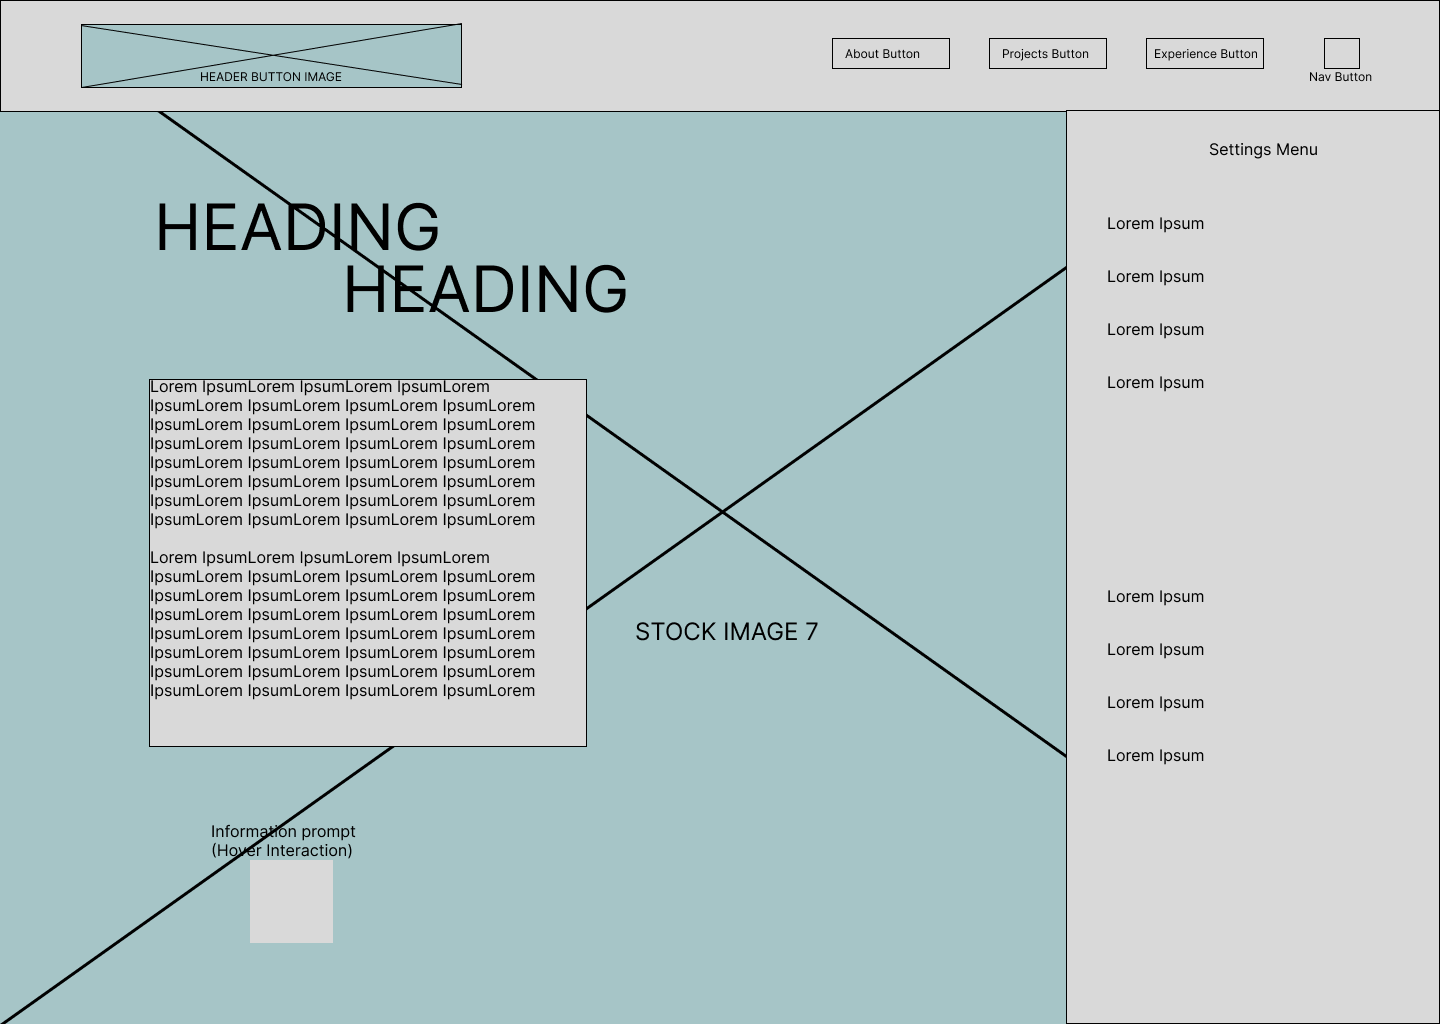 HEADER BUTTON IMAGE
About Button
Projects Button
Experience Button
Nav Button
HEADING
HEADING
Lorem IpsumLorem IpsumLorem IpsumLorem
IpsumLorem IpsumLorem IpsumLorem IpsumLorem
IpsumLorem IpsumLorem IpsumLorem IpsumLorem
IpsumLorem IpsumLorem IpsumLorem IpsumLorem
IpsumLorem IpsumLorem IpsumLorem IpsumLorem
IpsumLorem IpsumLorem IpsumLorem IpsumLorem
IpsumLorem IpsumLorem IpsumLorem IpsumLorem
IpsumLorem IpsumLorem IpsumLorem IpsumLorem
Lorem IpsumLorem IpsumLorem IpsumLorem
IpsumLorem IpsumLorem IpsumLorem IpsumLorem
IpsumLorem IpsumLorem IpsumLorem IpsumLorem
IpsumLorem IpsumLorem IpsumLorem IpsumLorem
IpsumLorem IpsumLorem IpsumLorem IpsumLorem
IpsumLorem IpsumLorem IpsumLorem IpsumLorem
IpsumLorem IpsumLorem IpsumLorem IpsumLorem
IpsumLorem IpsumLorem IpsumLorem IpsumLorem
STOCK IMAGE 7
Information prompt
(Hover Interaction)
Settings Menu
Lorem Ipsum
Lorem Ipsum
Lorem Ipsum
Lorem Ipsum
Lorem Ipsum
Lorem Ipsum
Lorem Ipsum
Lorem Ipsum